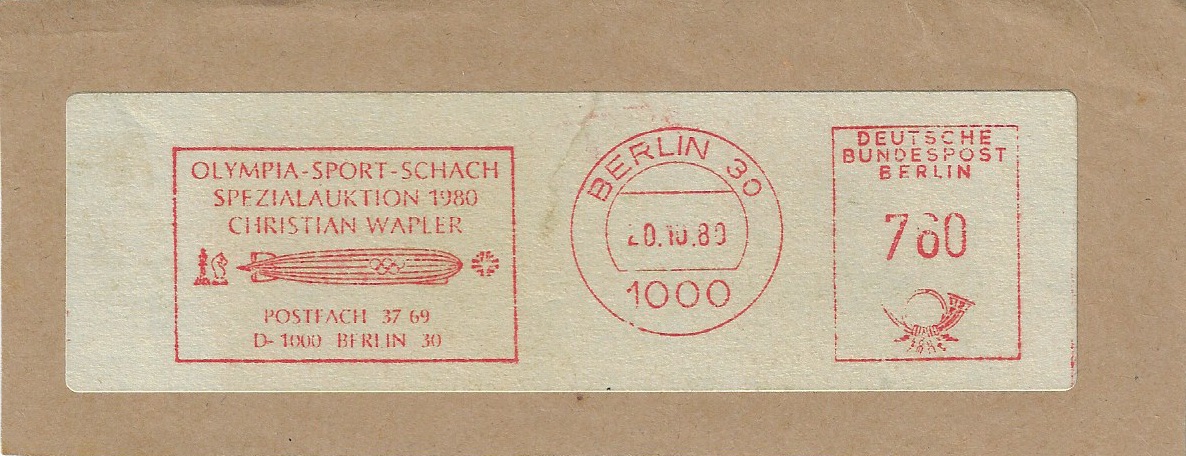 OLYMPIA-SPORT-SCHACH
SPEZIALAUKTION 1980
CHRISTIAN WAPLER
POSTFACH 37 69
D-1000 BERLIN 30
BERLIN 30
20.10.80
1000
DEUTSCHE
BUNDESPOST
BERLIN
760